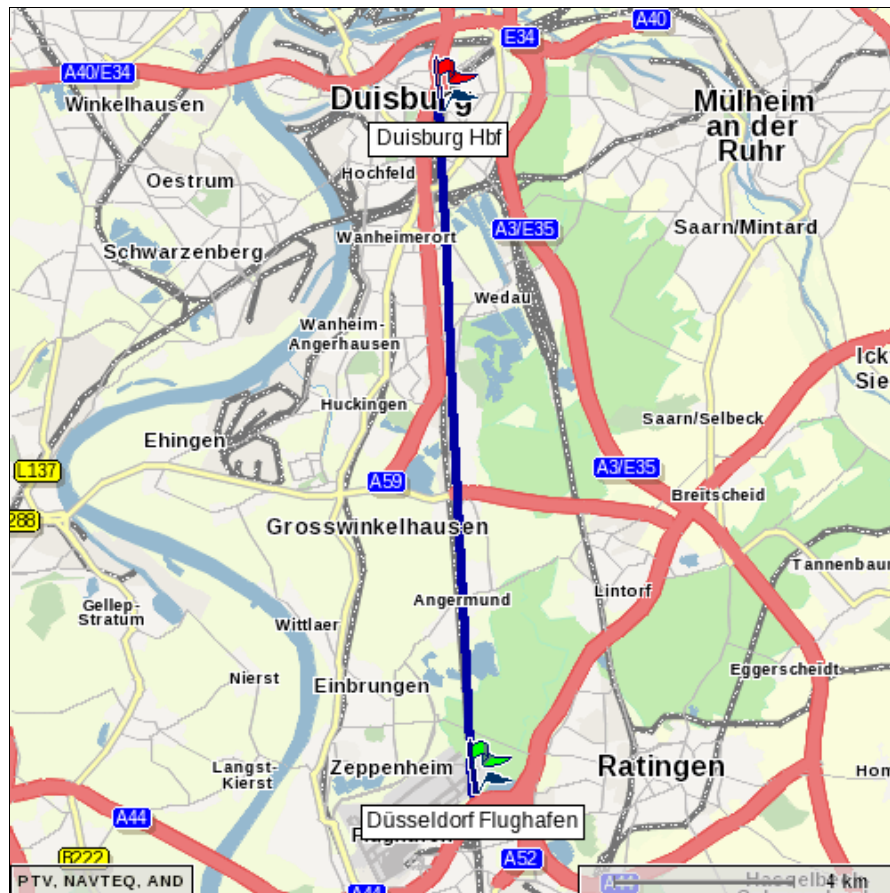 A40
E34
A40/E34
Winkelhausen
Duisburg
Mülheim
an der
Ruhr
Duisburg Hbf
Hochfeld
Oestrum
A3/E35
Saarn/Mintard
Wanheimerort
Schwarzenberg
Wedau
Wanheim-
Angerhausen
Ick
Sie
Huckingen
Saarn/Selbeck
Ehingen
L137
A59
A3/E35
Breitscheid
288
Grosswinkelhausen
Tannenbau
Lintorf
Angermund
Gellep-
Stratum
Wittlaer
Eggerscheidt
Nierst
Einbrungen
Langst-
Kierst
Zeppenheim
Ratingen
Hom
A44
Düsseldorf Flughafen
B222
A52
PTV, NAVTEQ, AND
A44
A44
4 km